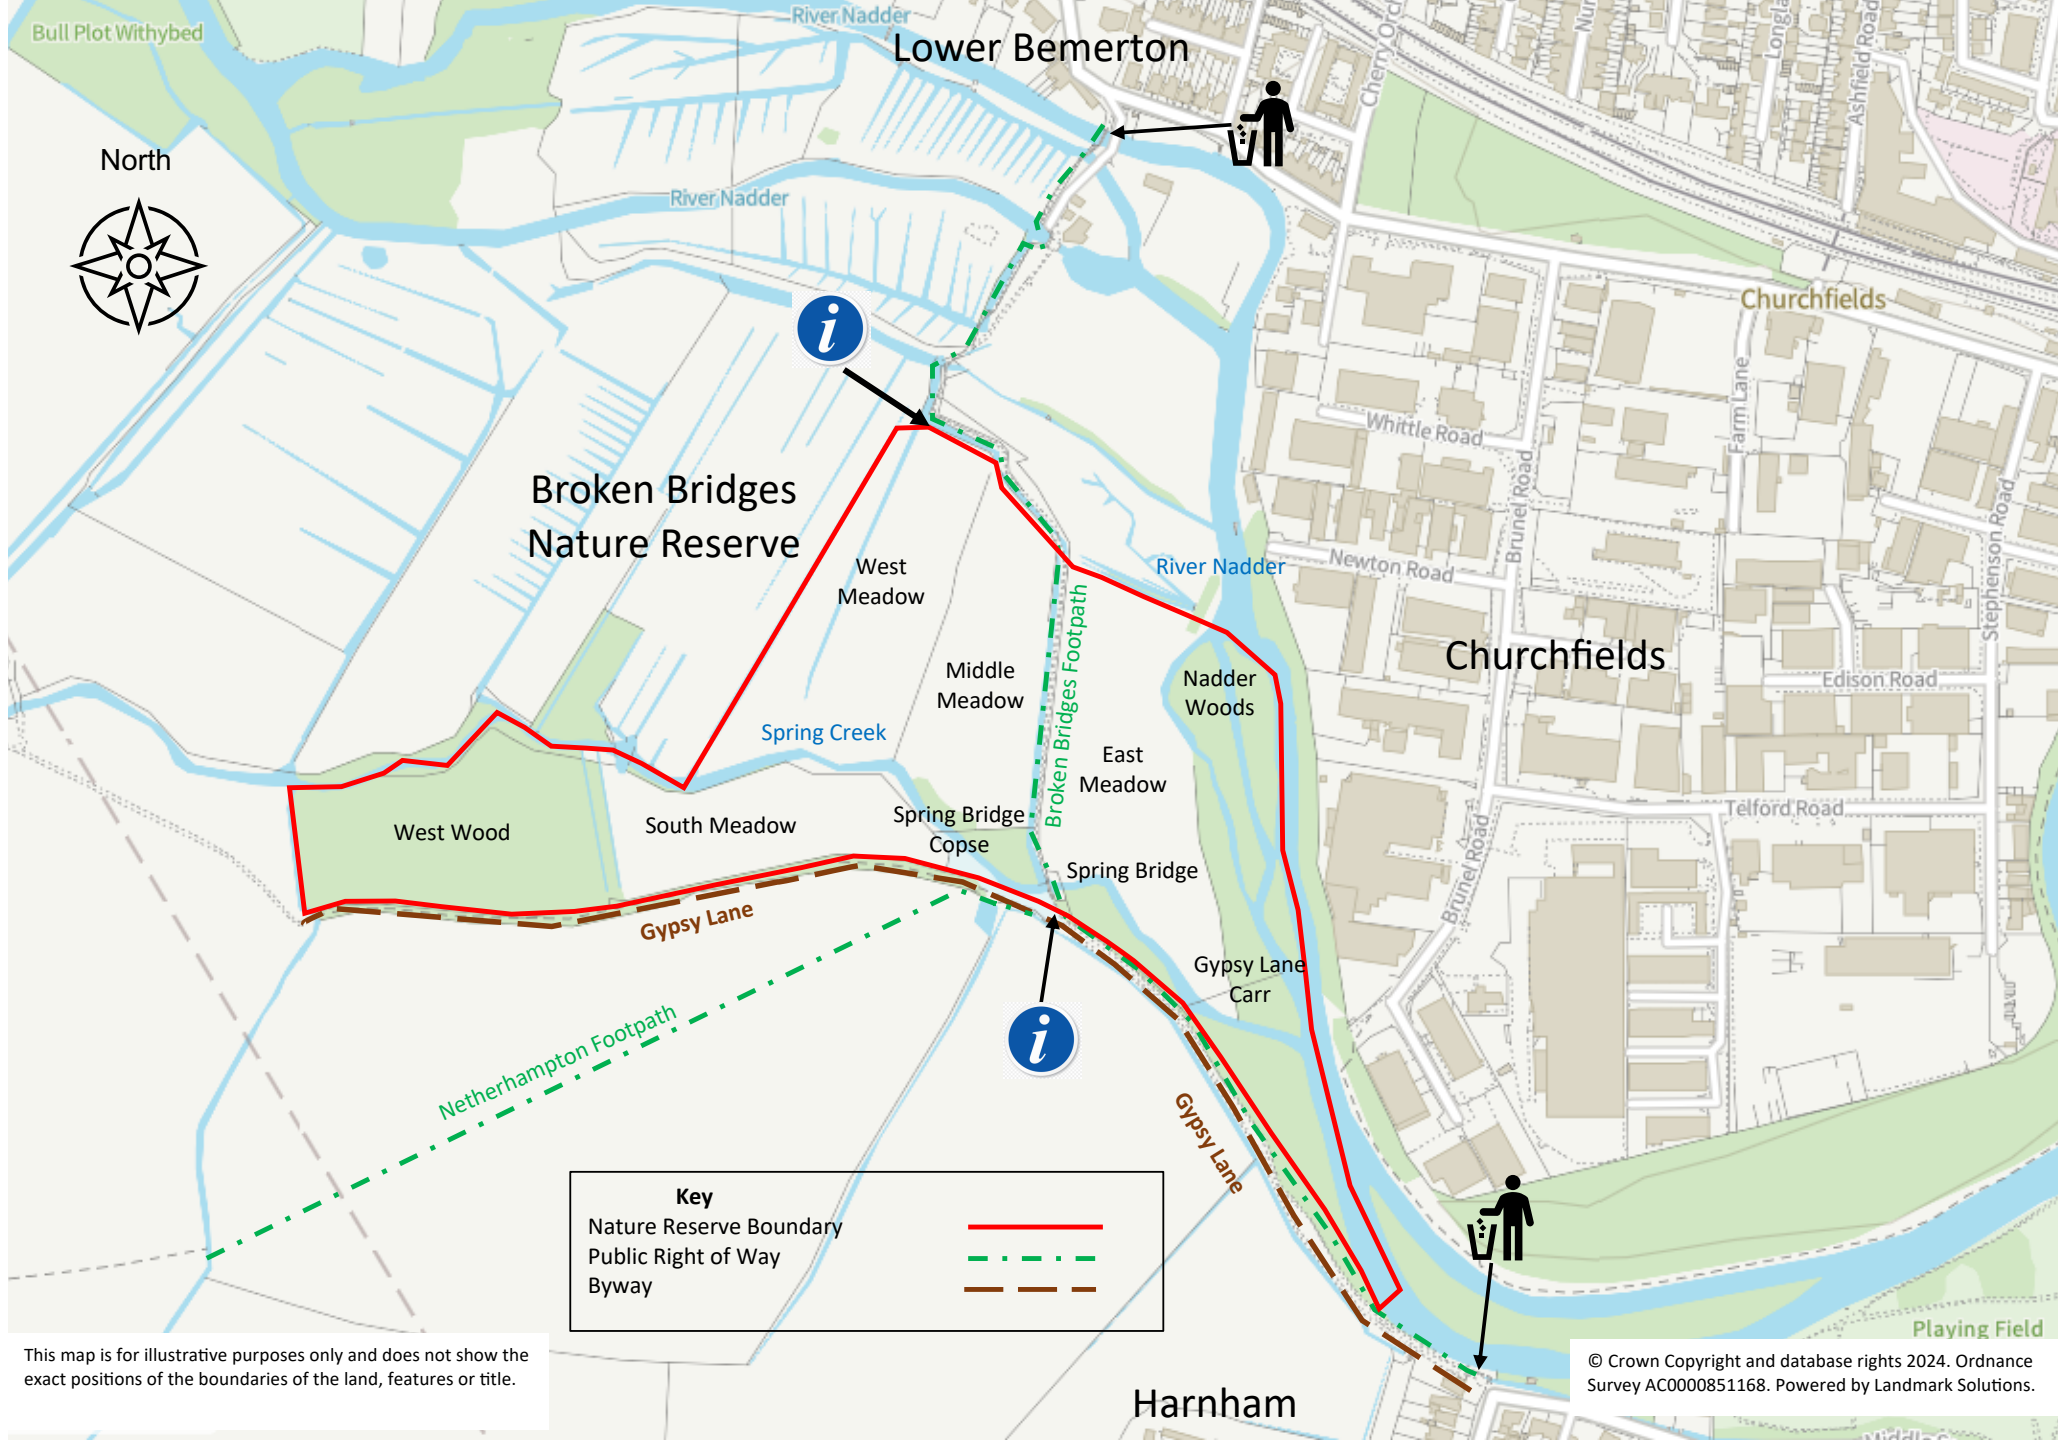 River Nadder
Bull Plot Withybed
Lower Bemerton
Cherry Orch
Ashfield Road
North
River Nadder
Churchfields
i
Whittle Road
Farm Lane
Brunel Road
Stephenson Road
Broken Bridges
Nature Reserve
Newton Road
West
Meadow
River Nadder
Churchfields
Middle
Meadow
Broken Bridges Footpath
Nadder
Woods
Edison Road
Spring Creek
East
Meadow
Telford Road
West Wood
South Meadow
Spring Bridge
Copse
Spring Bridge
Brunel Road
Gypsy Lane
Gypsy Lane
Carr
Netherhampton Footpath
i
Gypsy Lane
Key
Nature Reserve Boundary
Public Right of Way
Byway
Playing Field
This map is for illustrative purposes only and does not show the
exact positions of the boundaries of the land, features or title.
© Crown Copyright and database rights 2024. Ordnance
Survey AC0000851168. Powered by Landmark Solutions.
Harnham